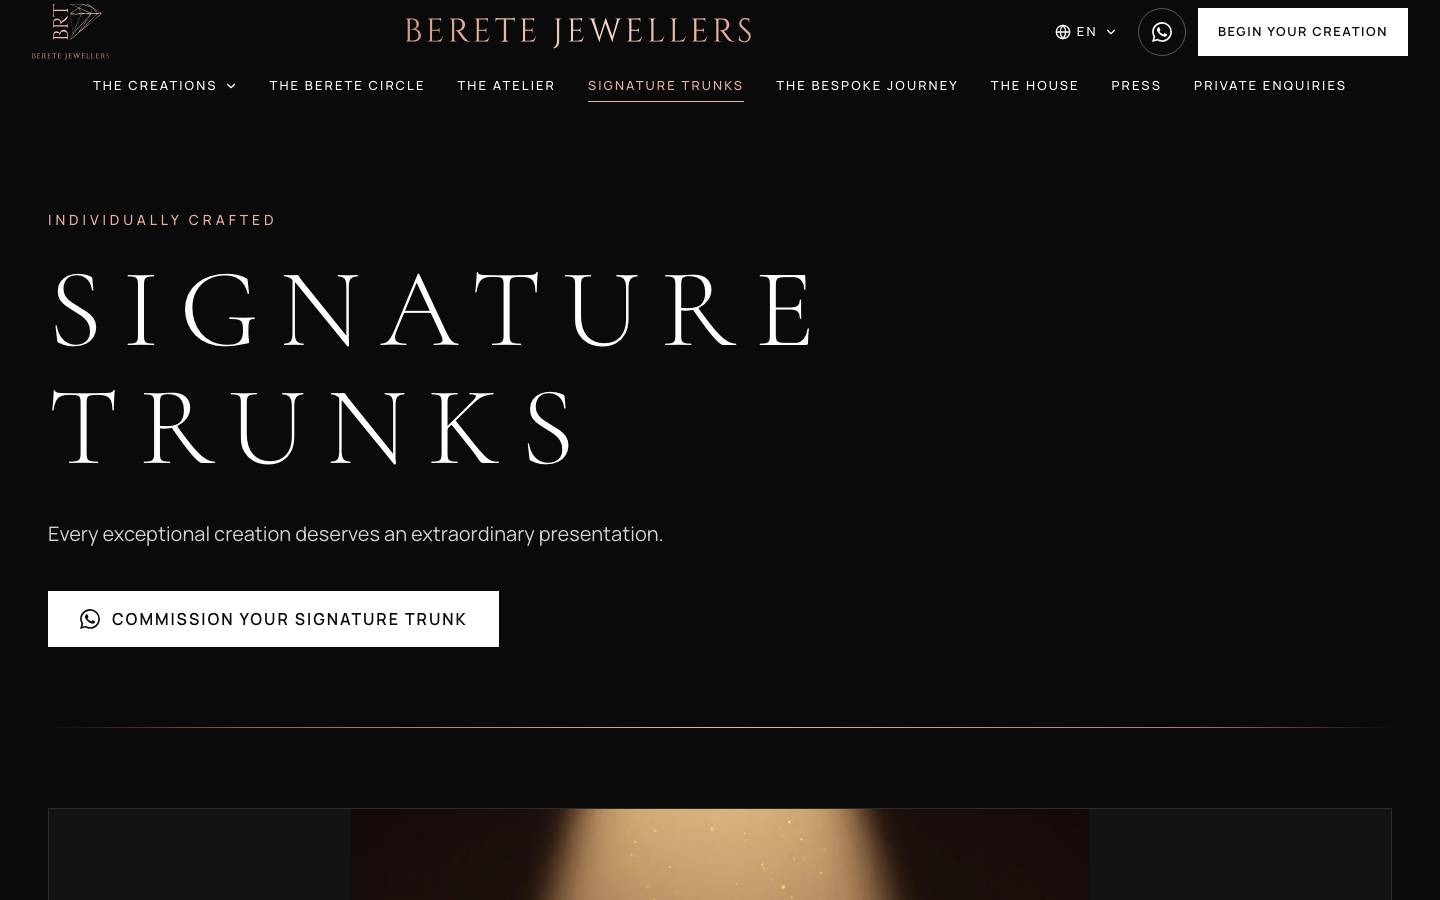 BRT
BERETE JEWELLERS
BERETE JEWELLERS
EN
BEGIN YOUR CREATION
THE CREATIONS
THE BERETE CIRCLE
THE ATELIER
SIGNATURE TRUNKS
THE BESPOKE JOURNEY
THE HOUSE
PRESS
PRIVATE ENQUIRIES
INDIVIDUALLY CRAFTED
SIGNATURE
TRUNKS
Every exceptional creation deserves an extraordinary presentation.
COMMISSION YOUR SIGNATURE TRUNK